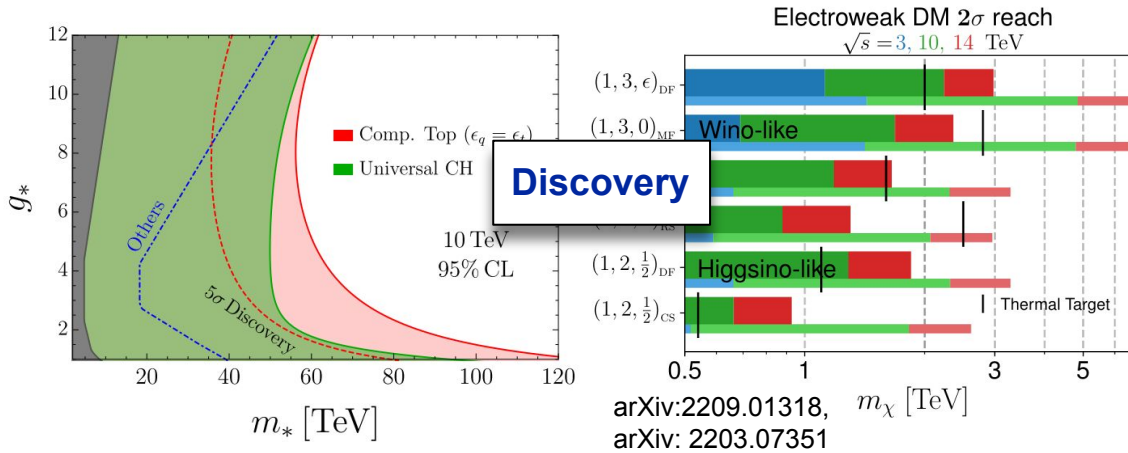 12
10
8
6
4
2
g*
20
40
60
80
100
120
m* [TeV]
Comp. Top (ϵq = ϵt)
Universal CH
Others
5σ Discovery
10 TeV
95% CL
Discovery
Electroweak DM 2σ reach
√s = 3, 10, 14 TeV
(1, 3, ϵ)DF
(1, 3, 0)MF
Wino-like
(1, 2, 1/2)DF
Higgsino-like
(1, 2, 1/2)CS
Thermal Target
0.5
1
3
5
mχ [TeV]
arXiv:2209.01318,
arXiv: 2203.07351